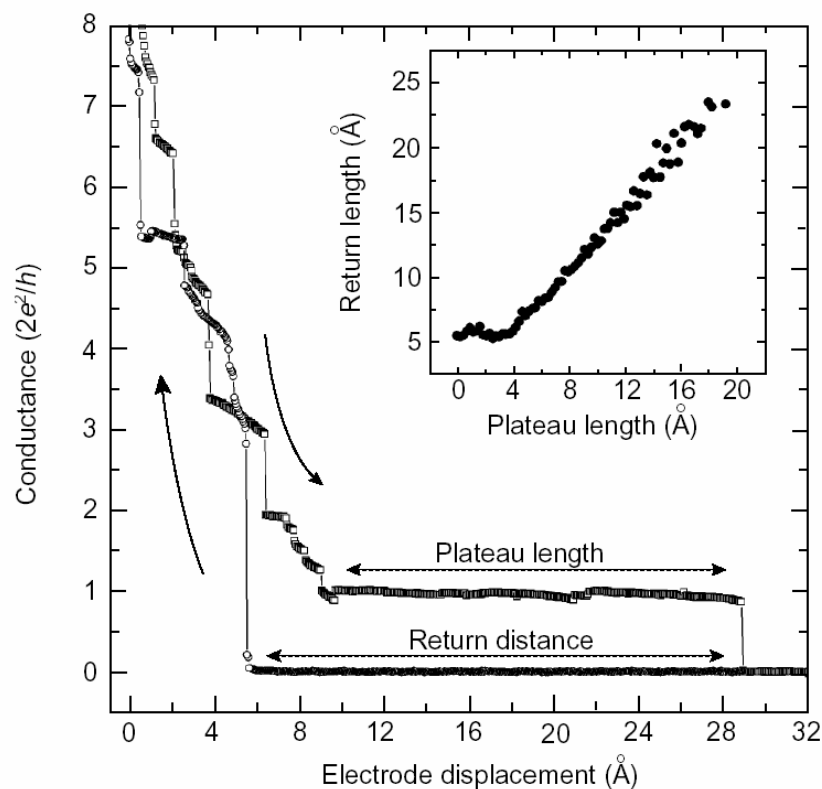 8
7
6
5
4
3
2
1
0
Conductance (2e²/h)
0 4 8 12 16 20 24 28 32
Electrode displacement (Å)
Plateau length
Return distance
25
20
15
10
5
Return length (Å)
0 4 8 12 16 20
Plateau length (Å)